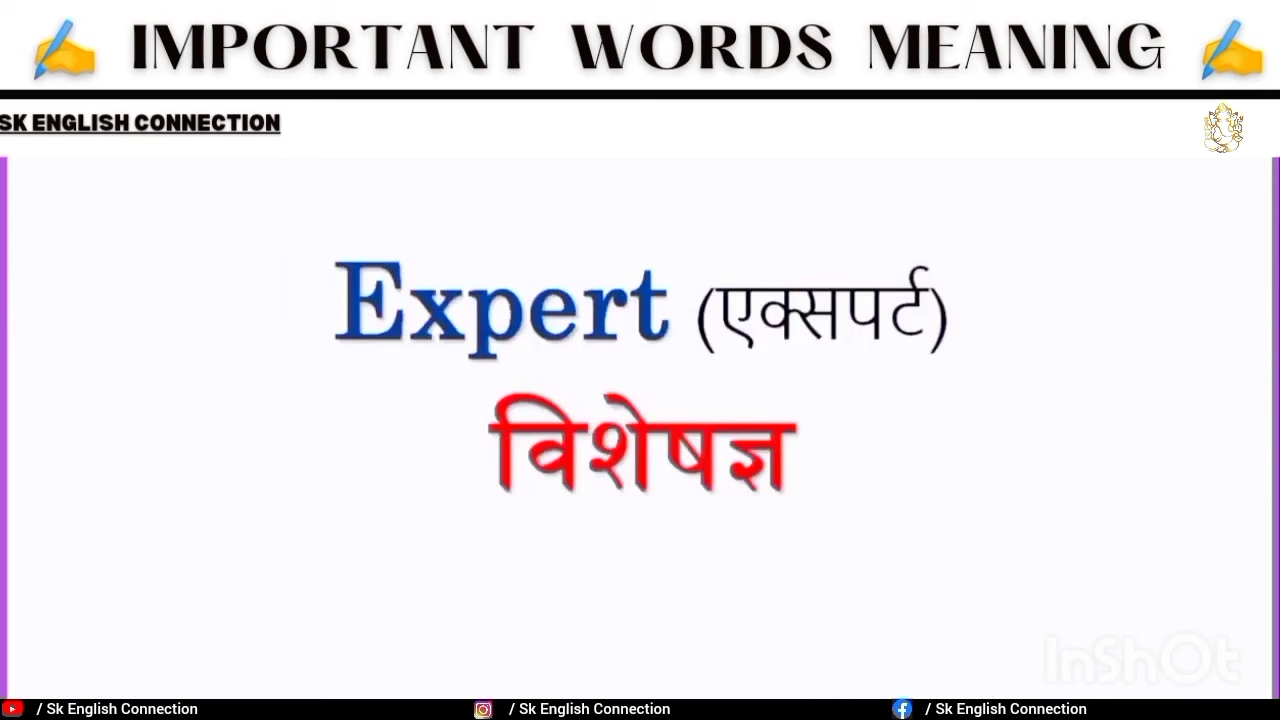 ✍️ IMPORTANT WORDS MEANING ✍️
SK ENGLISH CONNECTION
Expert (एक्सपर्ट)
विशेषज्ञ
InShOt
/ Sk English Connection / Sk English Connection / Sk English Connection